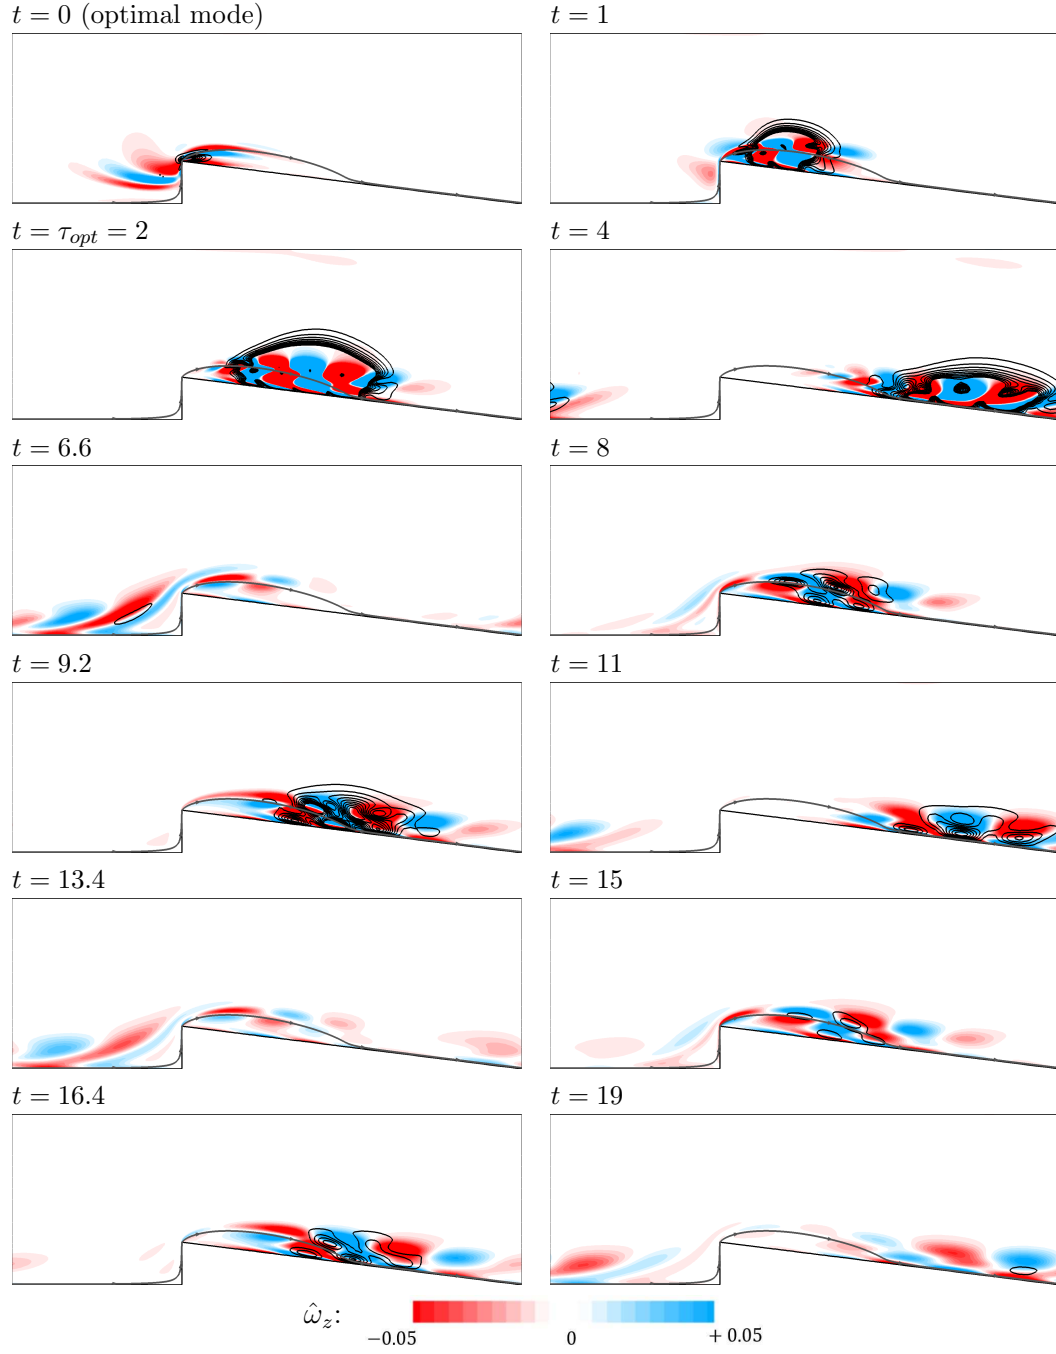 t = 0 (optimal mode)
t = 1
t = τ_opt = 2
t = 4
t = 6.6
t = 8
t = 9.2
t = 11
t = 13.4
t = 15
t = 16.4
t = 19
ω̂_z:
−0.05 0 +0.05